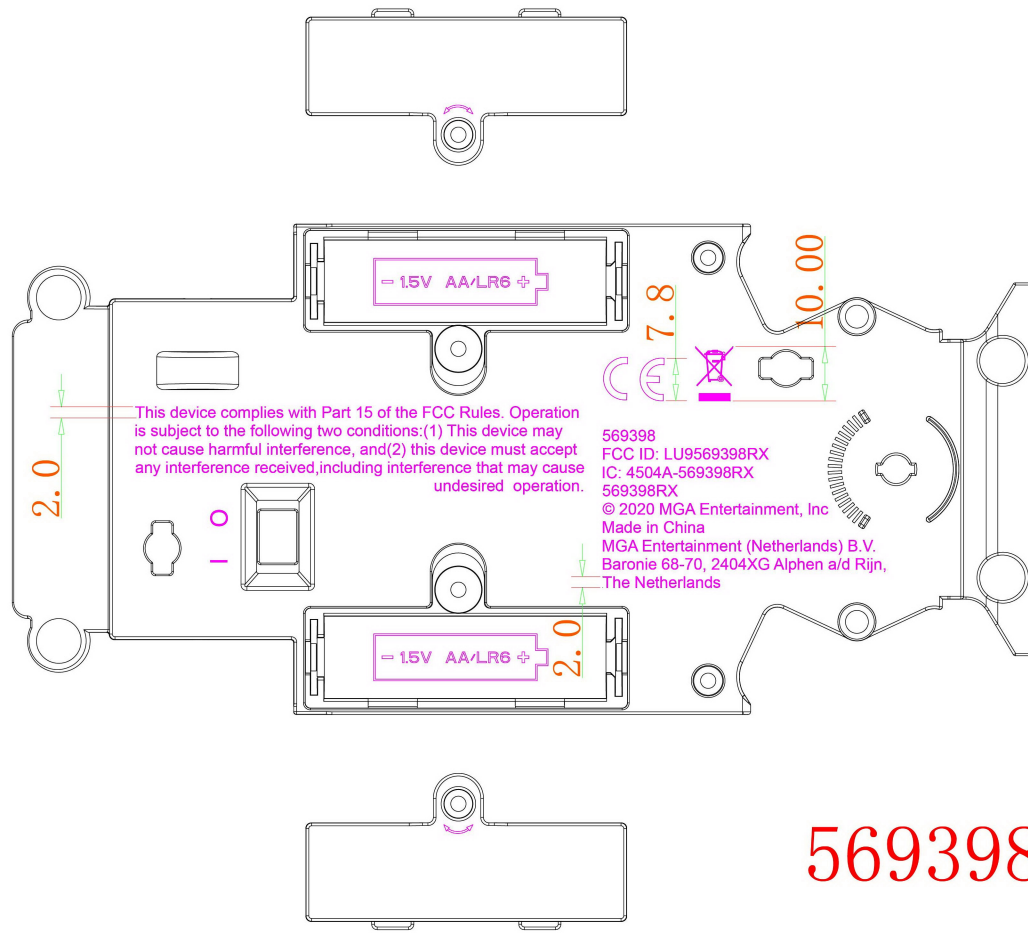 − 1.5V AA/LR6 +
7.8
10.00
CE
This device complies with Part 15 of the FCC Rules. Operation
is subject to the following two conditions:(1) This device may
not cause harmful interference, and(2) this device must accept
any interference received,including interference that may cause
undesired operation.
2.0
I O
569398
FCC ID: LU9569398RX
IC: 4504A-569398RX
569398RX
© 2020 MGA Entertainment, Inc
Made in China
MGA Entertainment (Netherlands) B.V.
Baronie 68-70, 2404XG Alphen a/d Rijn,
The Netherlands
2.0
− 1.5V AA/LR6 +
569398